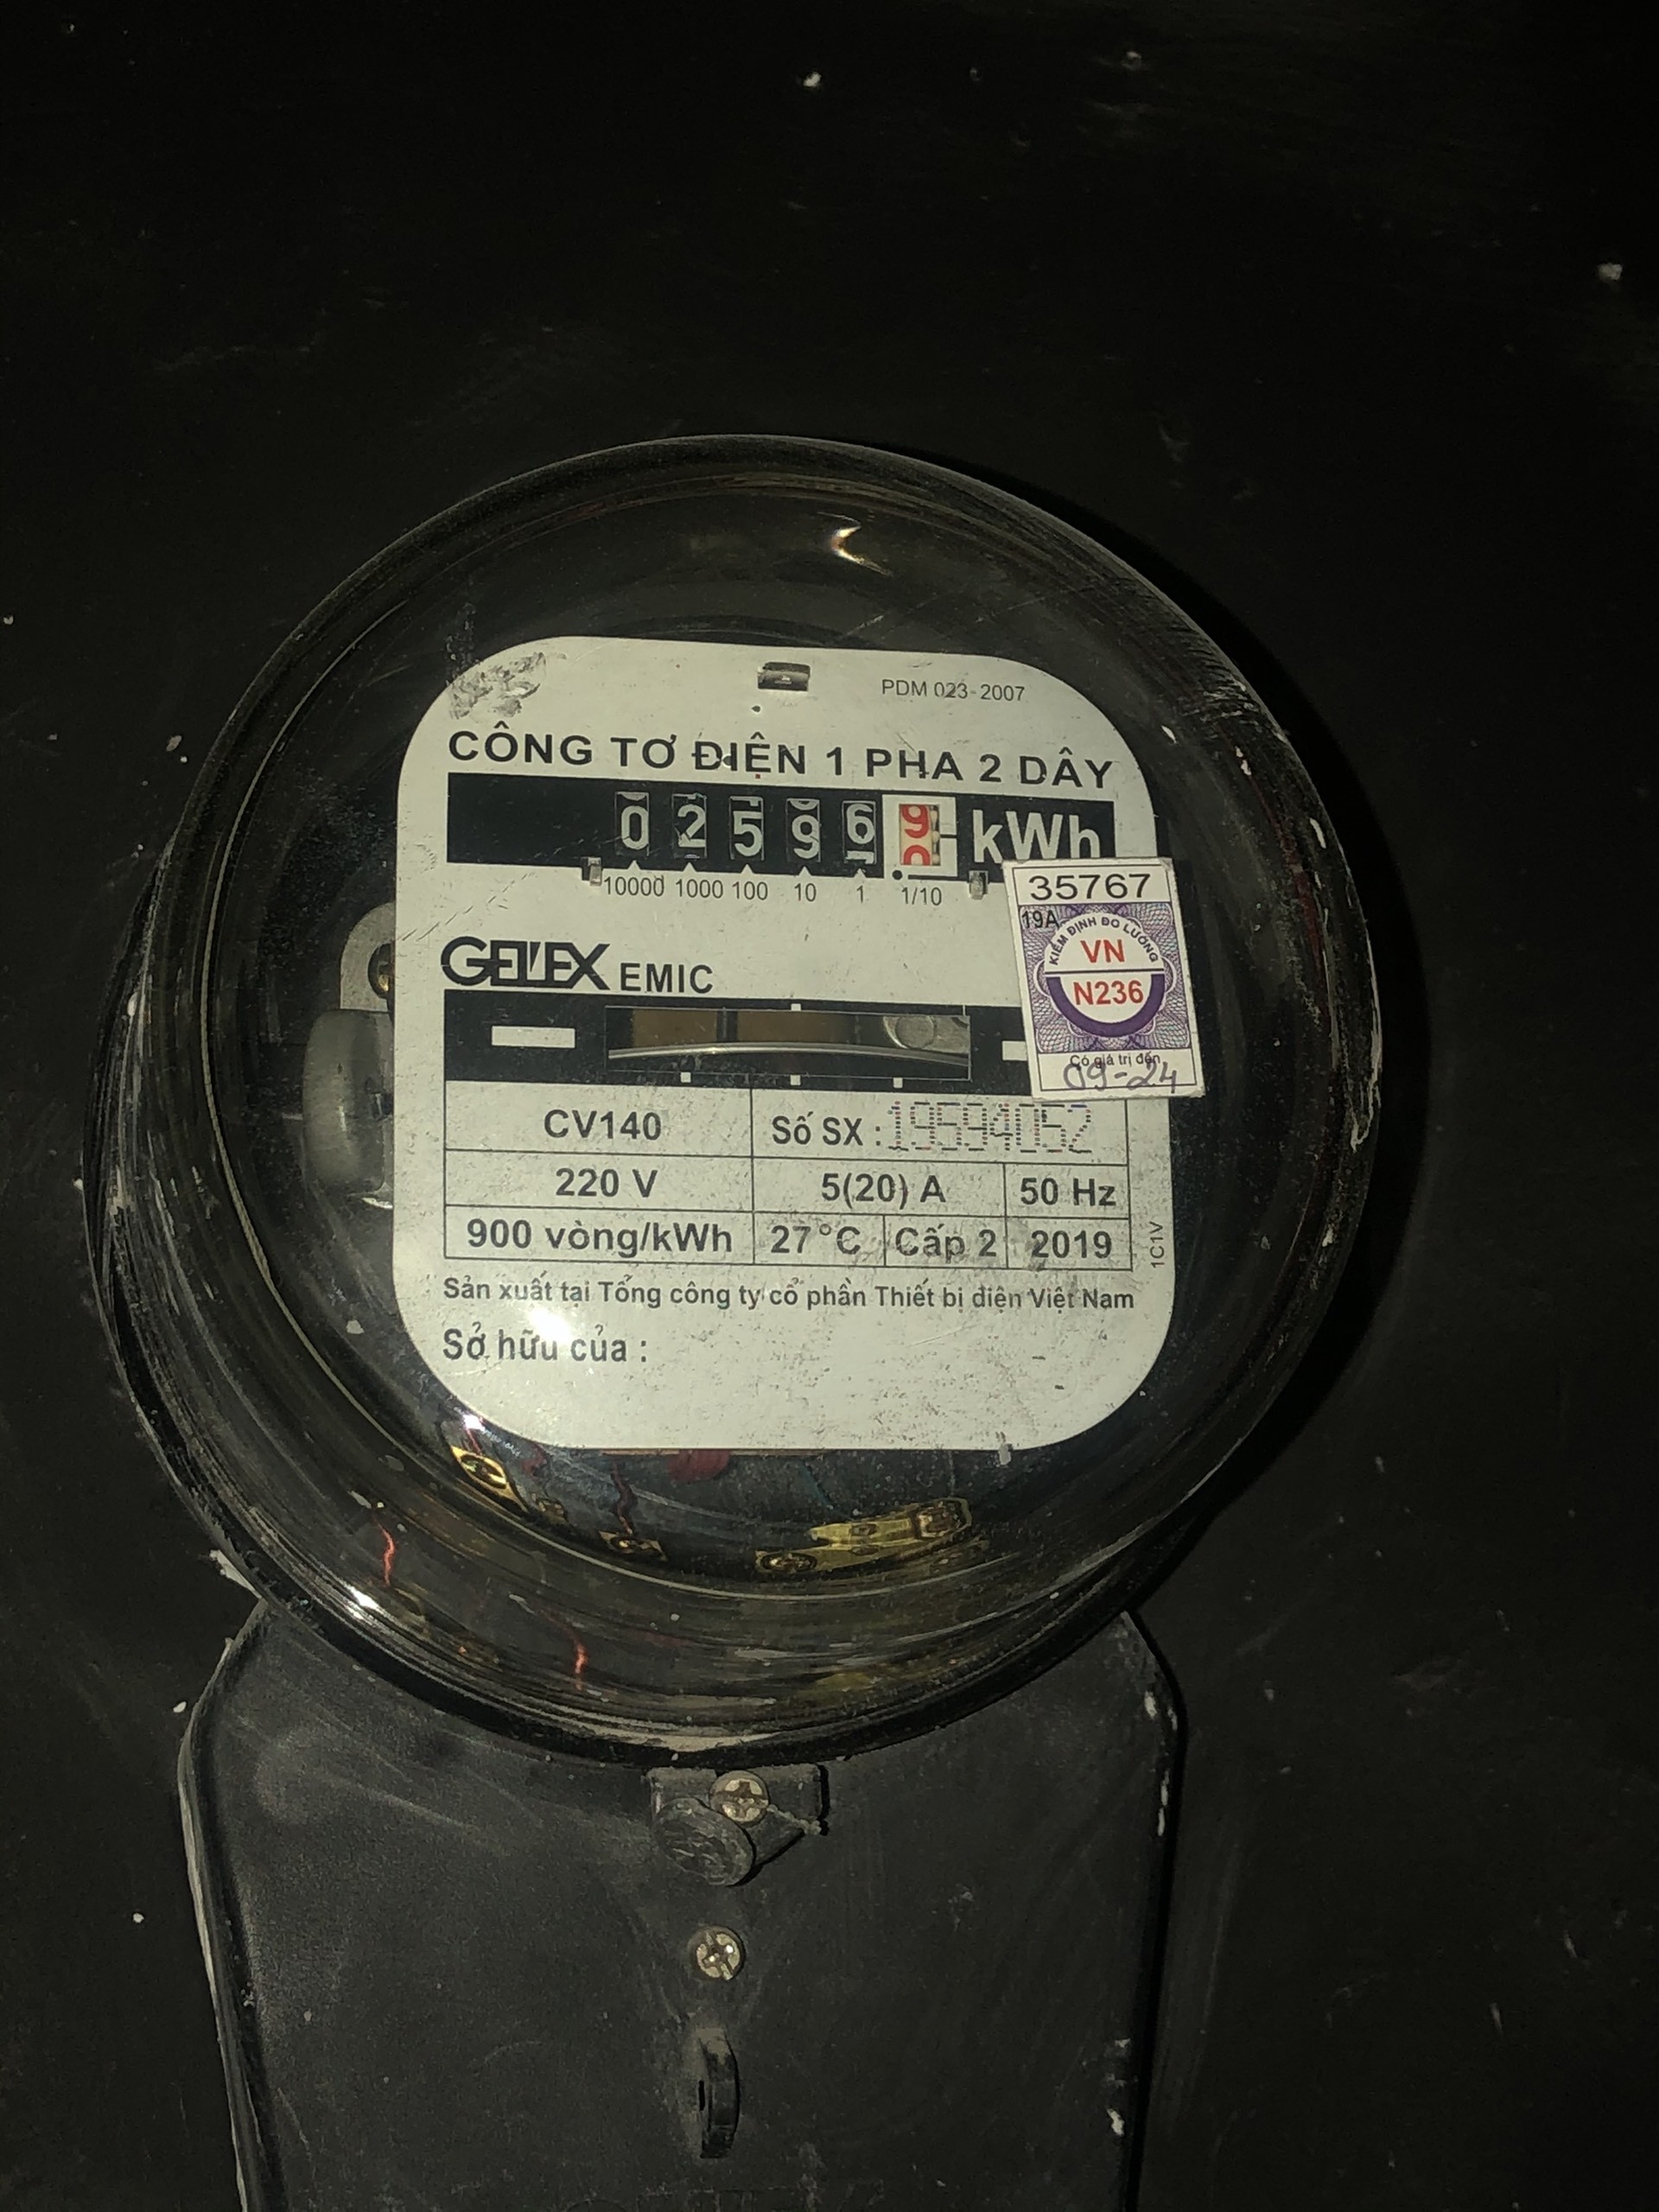 PDM 023-2007
CÔNG TƠ ĐIỆN 1 PHA 2 DÂY
0 2 5 9 6 9 kWh
10000 1000 100 10 1 1/10
35767
19A
KIỂM ĐỊNH ĐO LƯỜNG
VN
N236
Có giá trị đến
09-24
GELEX EMIC
CV140 Số SX : 19594052
220 V 5(20) A 50 Hz
900 vòng/kWh 27°C Cấp 2 2019
1C1V
Sản xuất tại Tổng công ty cổ phần Thiết bị điện Việt Nam
Sở hữu của :